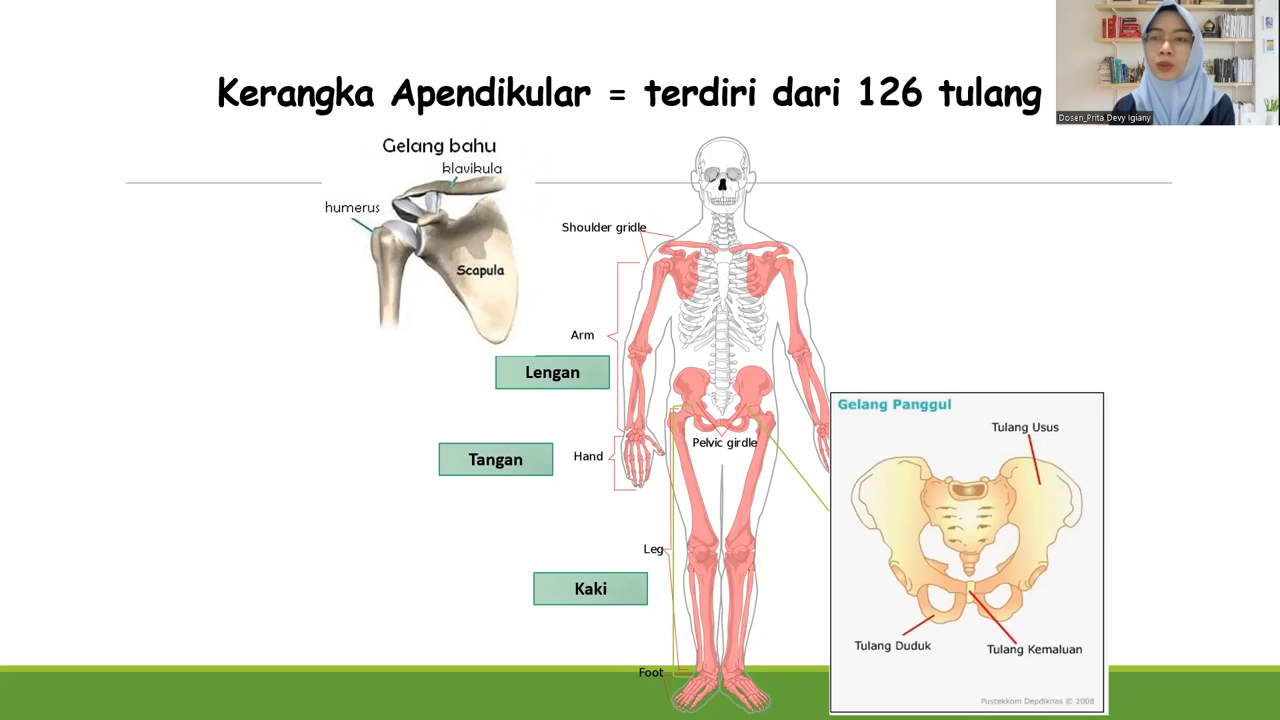 Kerangka Apendikular = terdiri dari 126 tulang
Dosen_Prita Devy Igiany
Gelang bahu
klavikula
humerus
Scapula
Shoulder gridle
Arm
Lengan
Tangan
Hand
Pelvic girdle
Leg
Kaki
Foot
Gelang Panggul
Tulang Usus
Tulang Duduk
Tulang Kemaluan
Pustekkom Depdiknas © 2008